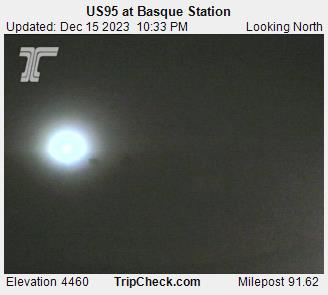 US95 at Basque Station
Updated: Dec 15 2023 10:33 PM Looking North
Elevation 4460 TripCheck.com Milepost 91.62